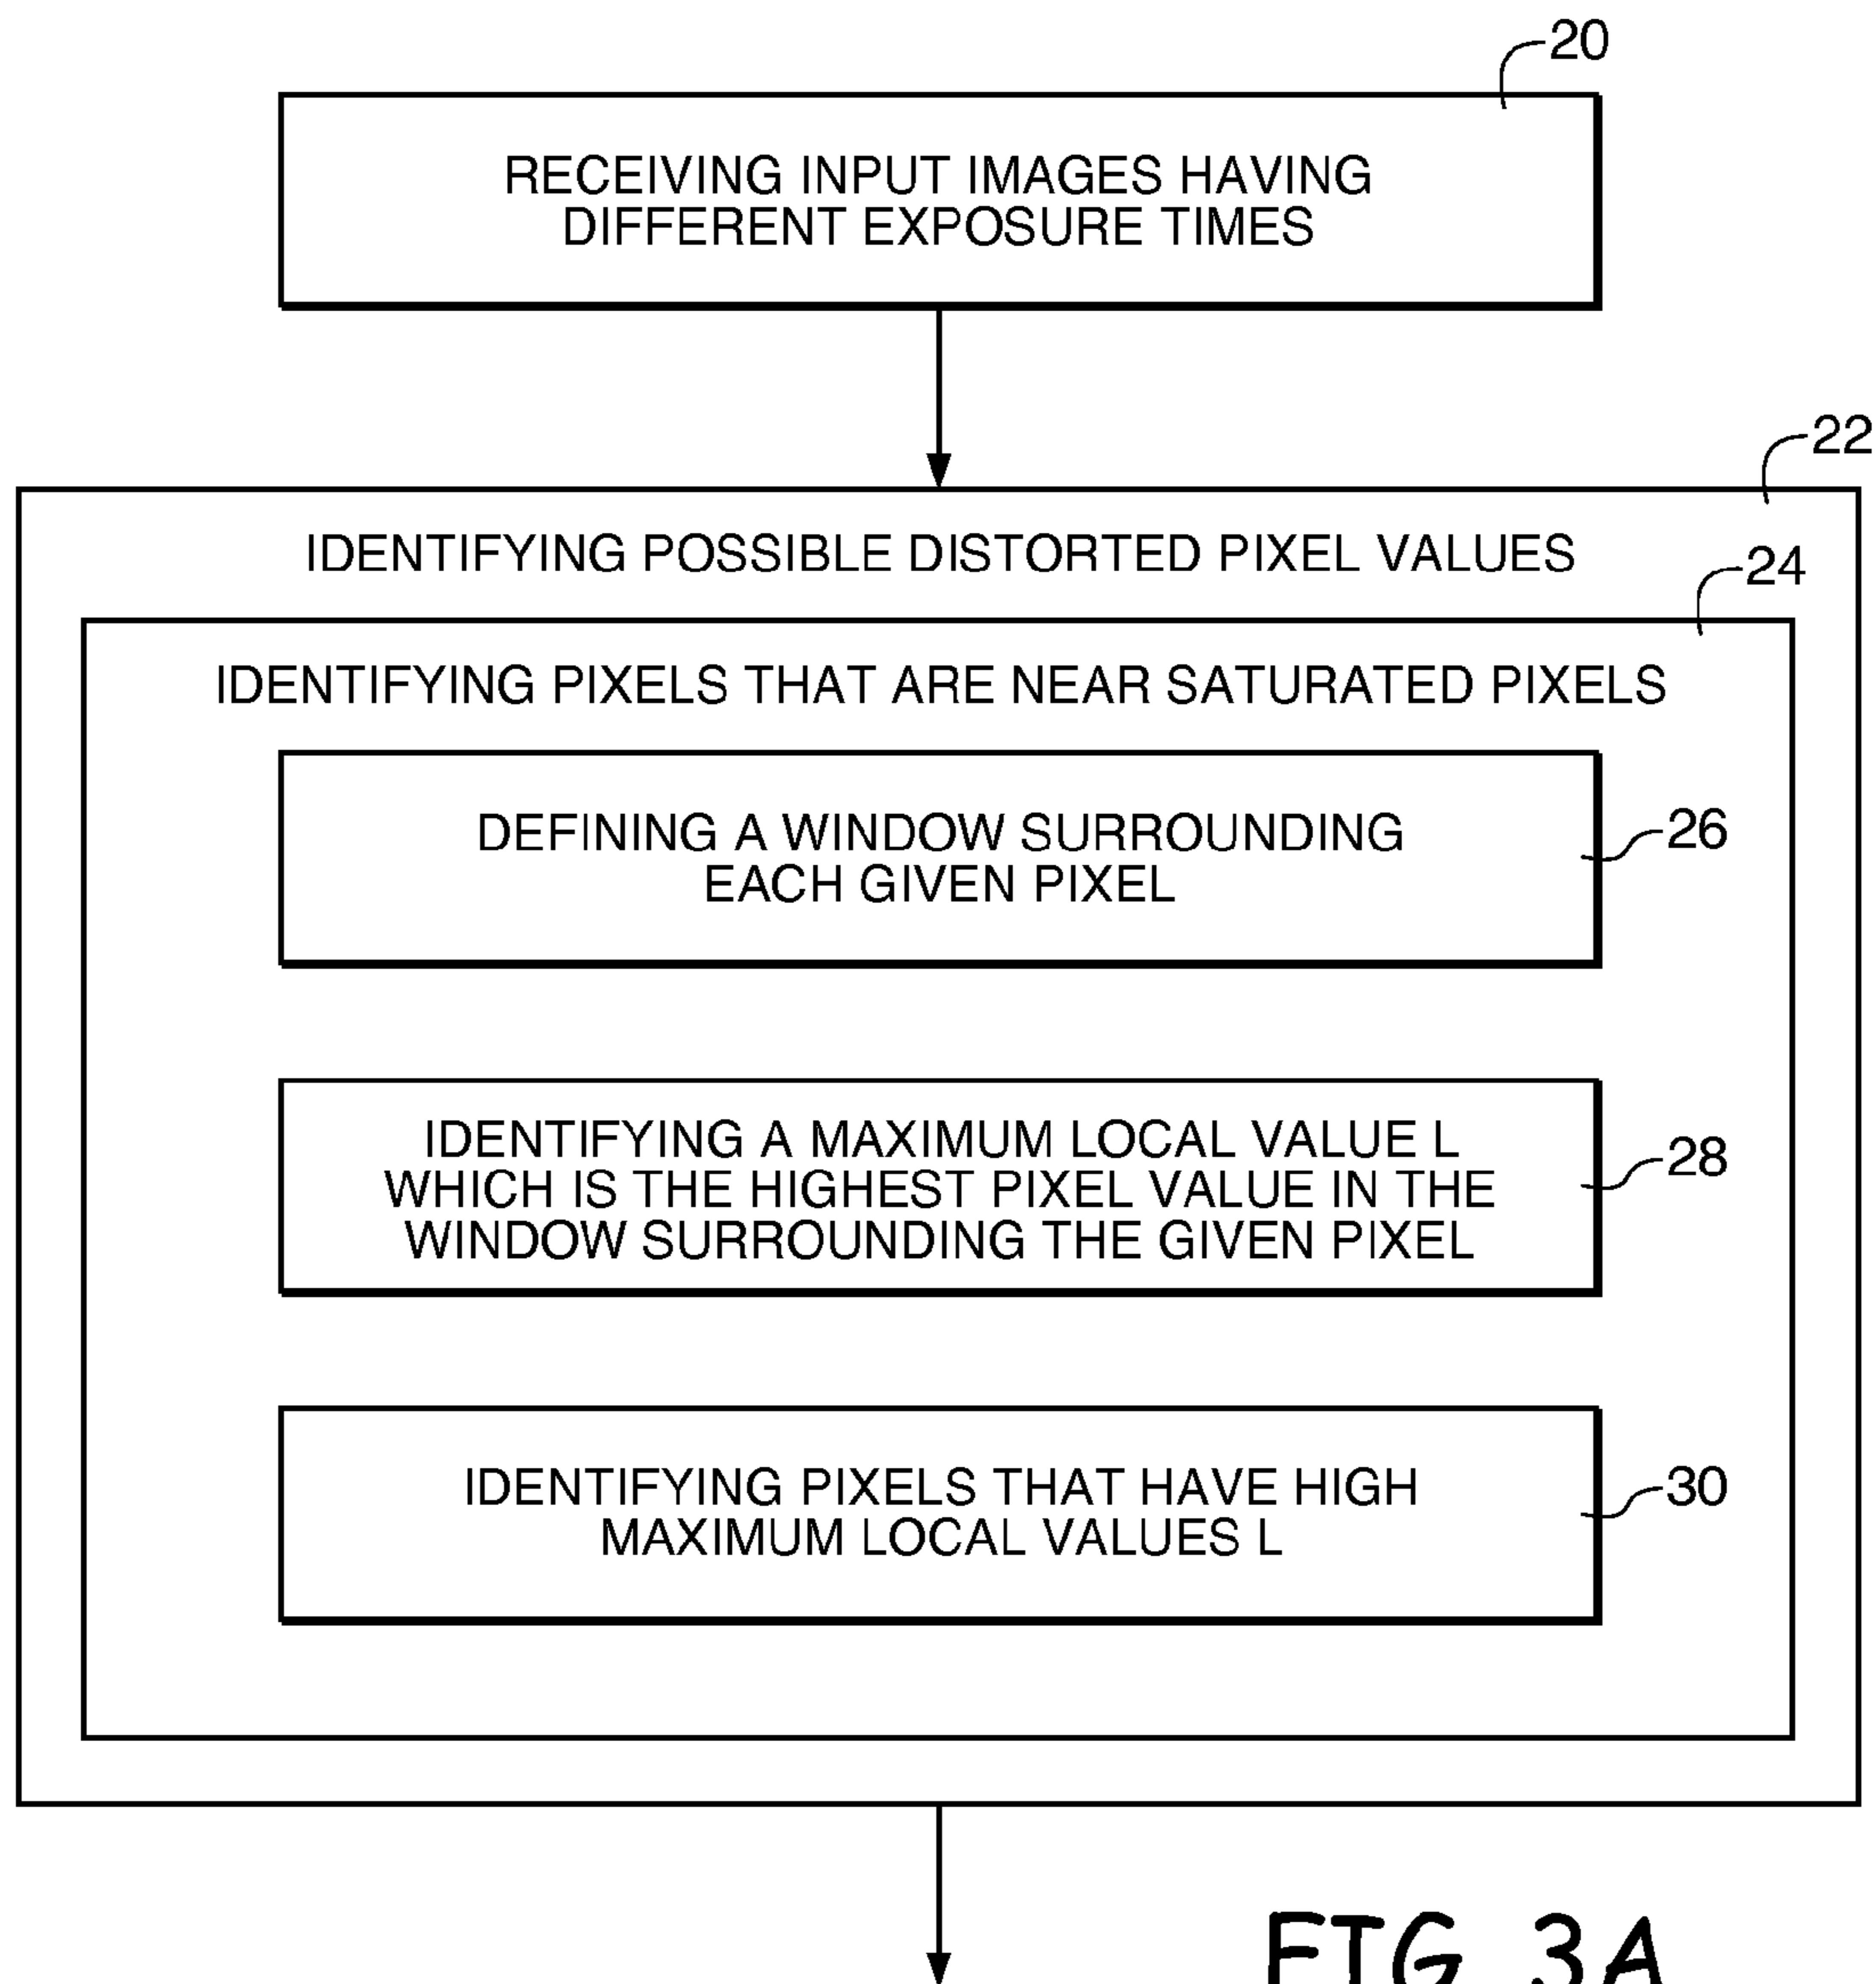 20
RECEIVING INPUT IMAGES HAVING
DIFFERENT EXPOSURE TIMES
22
IDENTIFYING POSSIBLE DISTORTED PIXEL VALUES
24
IDENTIFYING PIXELS THAT ARE NEAR SATURATED PIXELS
DEFINING A WINDOW SURROUNDING
EACH GIVEN PIXEL
26
IDENTIFYING A MAXIMUM LOCAL VALUE L
WHICH IS THE HIGHEST PIXEL VALUE IN THE
WINDOW SURROUNDING THE GIVEN PIXEL
28
IDENTIFYING PIXELS THAT HAVE HIGH
MAXIMUM LOCAL VALUES L
30
FIG 3A